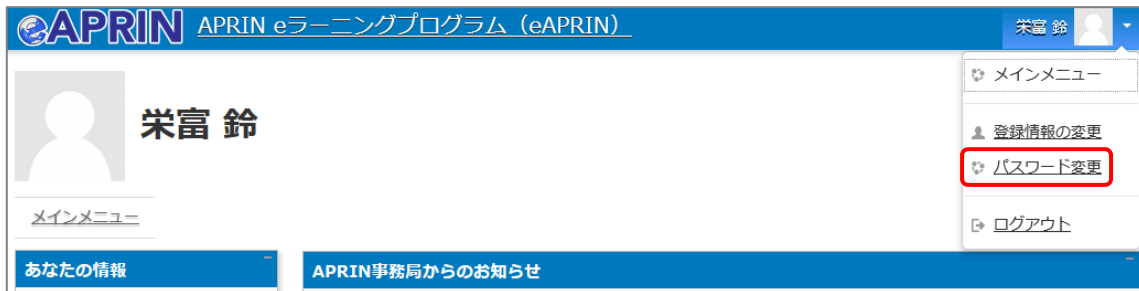 eAPRIN APRIN eラーニングプログラム（eAPRIN） 栄富 鈴
メインメニュー
栄富 鈴
登録情報の変更
パスワード変更
メインメニュー
ログアウト
あなたの情報
APRIN事務局からのお知らせ